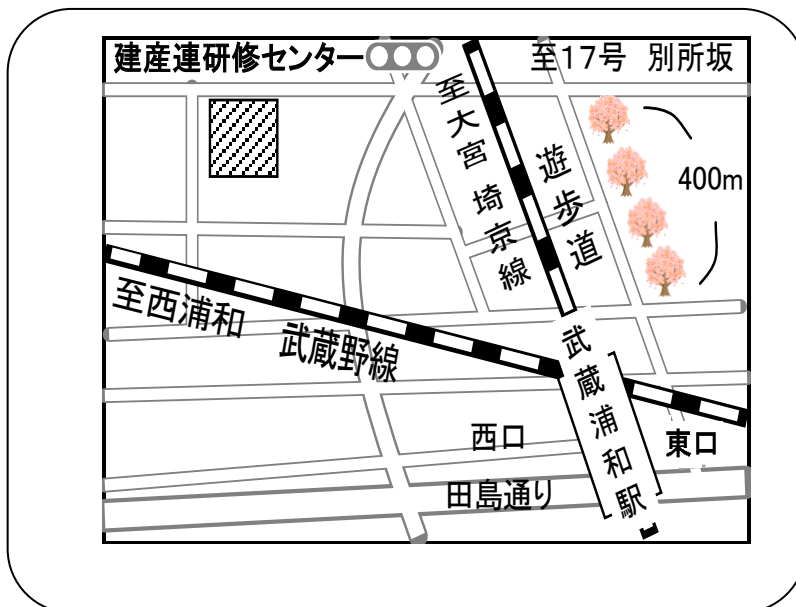 建産連研修センター
至17号 別所坂
至大宮 埼京線
遊歩道
400m
至西浦和 武蔵野線
武蔵浦和駅
西口
東口
田島通り